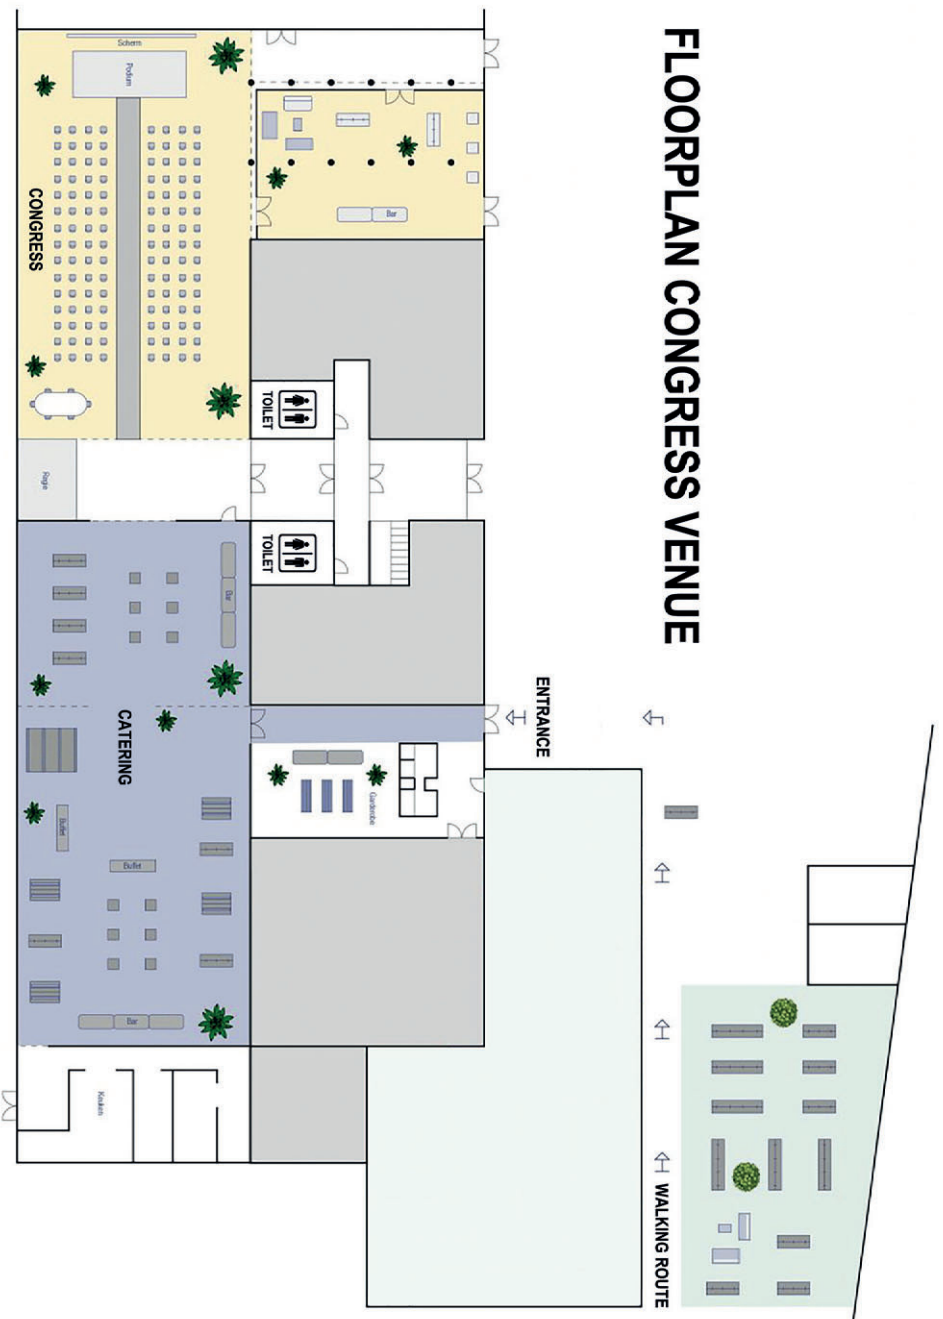 FLOORPLAN CONGRESS VENUE
Scherm
Podium
CONGRESS
Bar
TOILET
Regie
TOILET
Bar
ENTRANCE
CATERING
Garderobe
Buffet
Buffet
Bar
Keuken
WALKING ROUTE